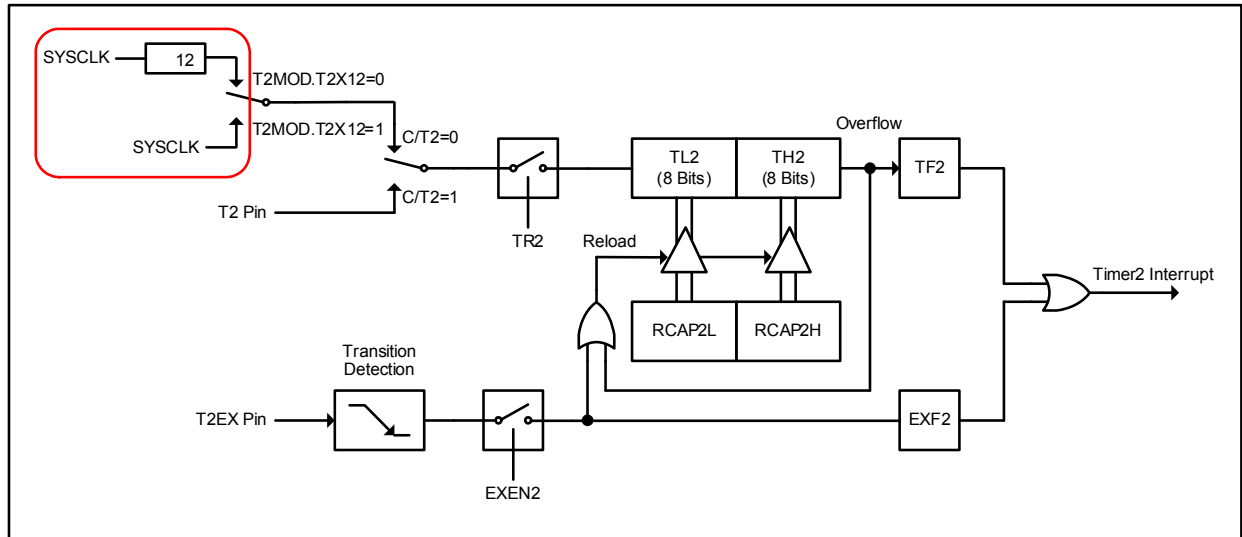 SYSCLK
12
T2MOD.T2X12=0
T2MOD.T2X12=1
SYSCLK
C/T2=0
C/T2=1
T2 Pin
TR2
TL2
(8 Bits)
TH2
(8 Bits)
Overflow
TF2
Reload
RCAP2L
RCAP2H
Timer2 Interrupt
Transition
Detection
T2EX Pin
EXEN2
EXF2